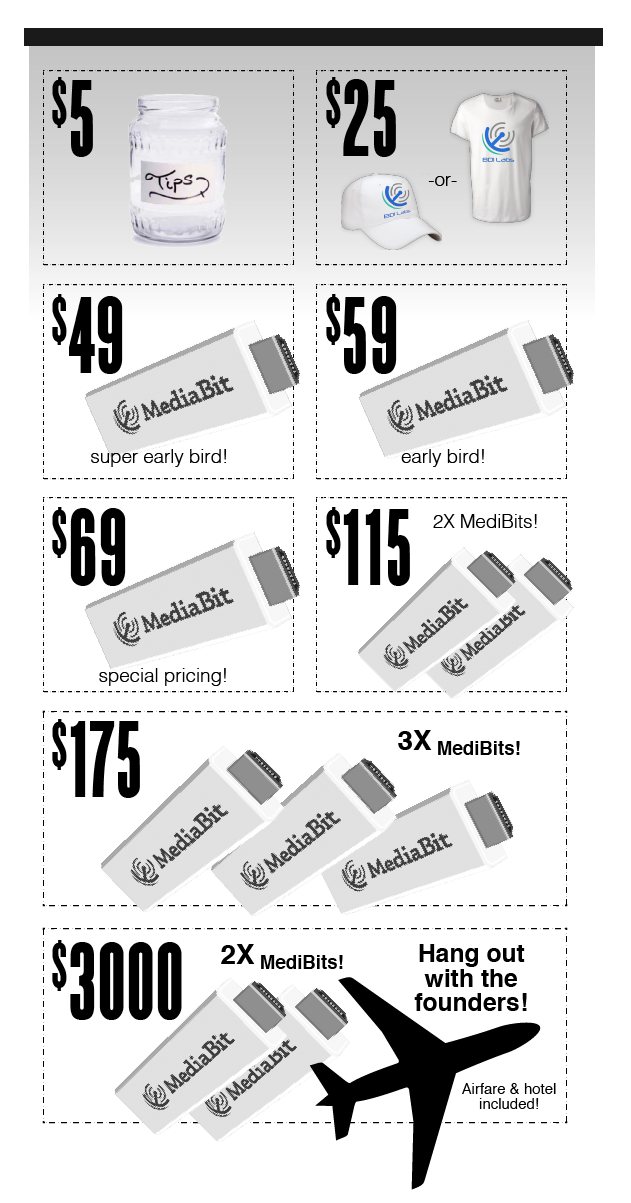 $5
Tips
$25
BDI Labs
-or-
BDI Labs
$49
MediaBit
super early bird!
$59
MediaBit
early bird!
$69
MediaBit
special pricing!
$115
2X MediBits!
MediaBit
MediaBit
$175
3X MediBits!
MediaBit
MediaBit
MediaBit
$3000
2X MediBits!
MediaBit
MediaBit
Hang out
with the
founders!
Airfare & hotel
included!